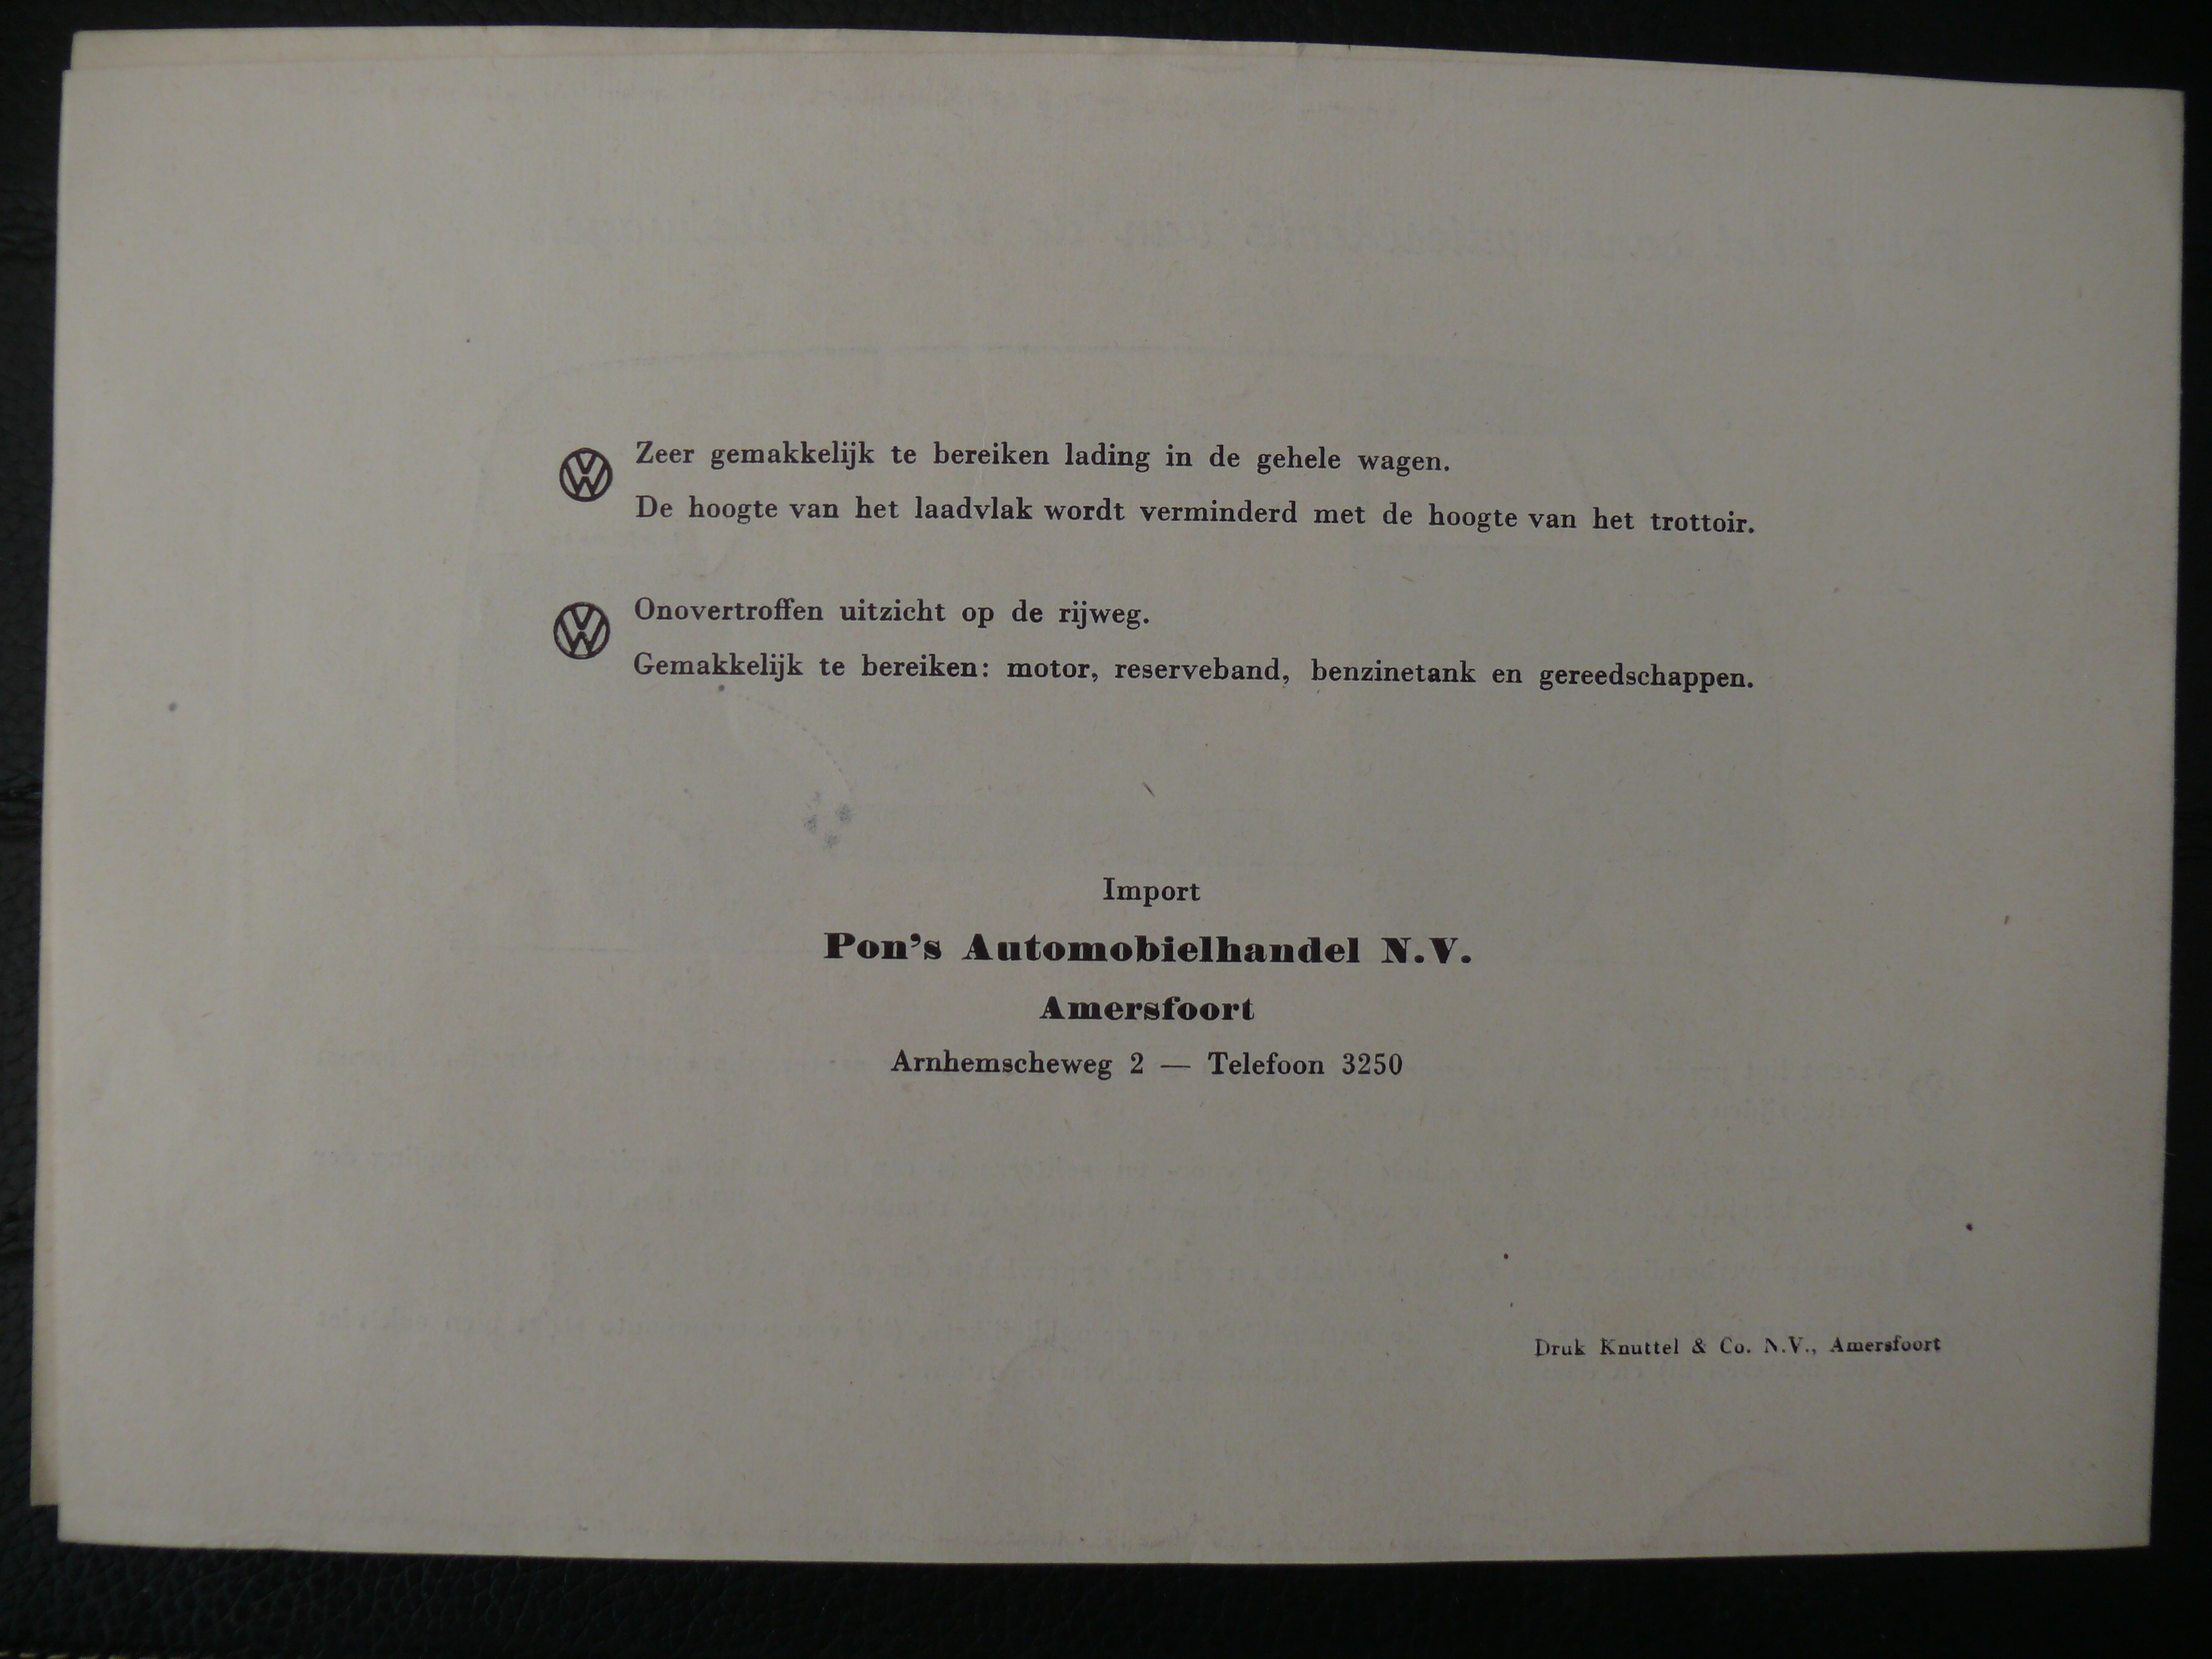 Zeer gemakkelijk te bereiken lading in de gehele wagen.
De hoogte van het laadvlak wordt verminderd met de hoogte van het trottoir.
Onovertroffen uitzicht op de rijweg.
Gemakkelijk te bereiken: motor, reserveband, benzinetank en gereedschappen.
Import
Pon's Automobielhandel N.V.
Amersfoort
Arnhemscheweg 2 — Telefoon 3250
Druk Knuttel & Co. N.V., Amersfoort